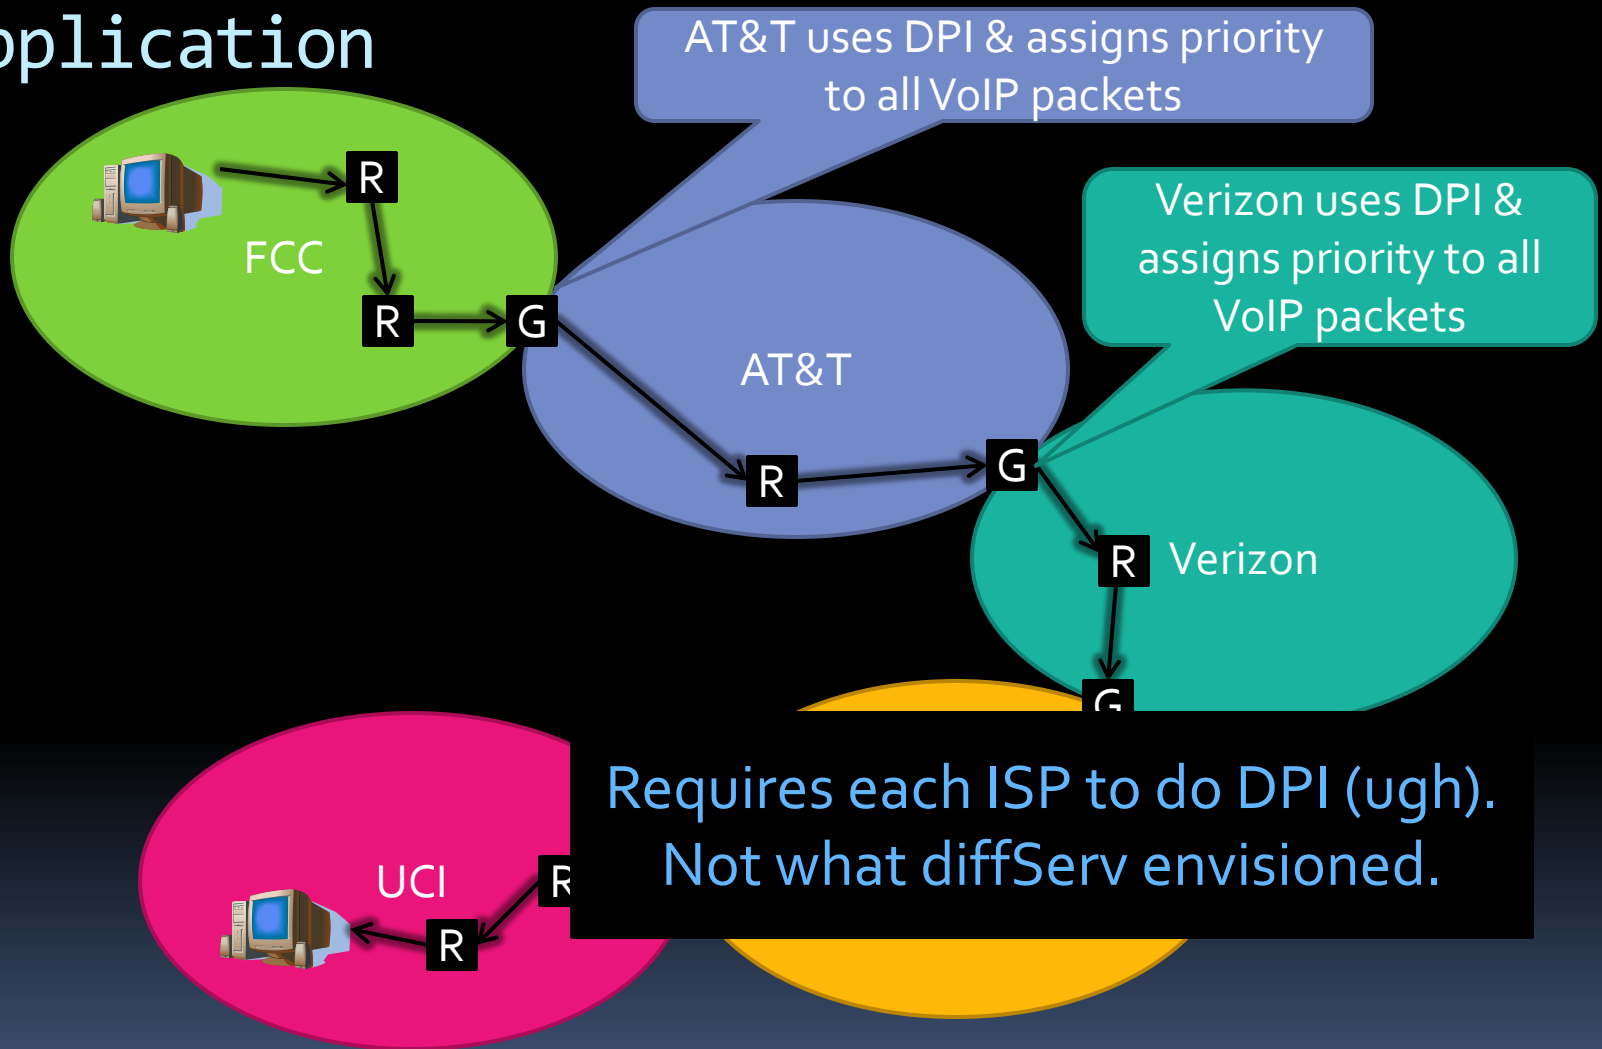 pplication
AT&T uses DPI & assigns priority
to all VoIP packets
Verizon uses DPI &
assigns priority to all
VoIP packets
R
FCC
R
G
AT&T
G
R
R
Verizon
G
Requires each ISP to do DPI (ugh).
Not what diffServ envisioned.
UCI
R
R